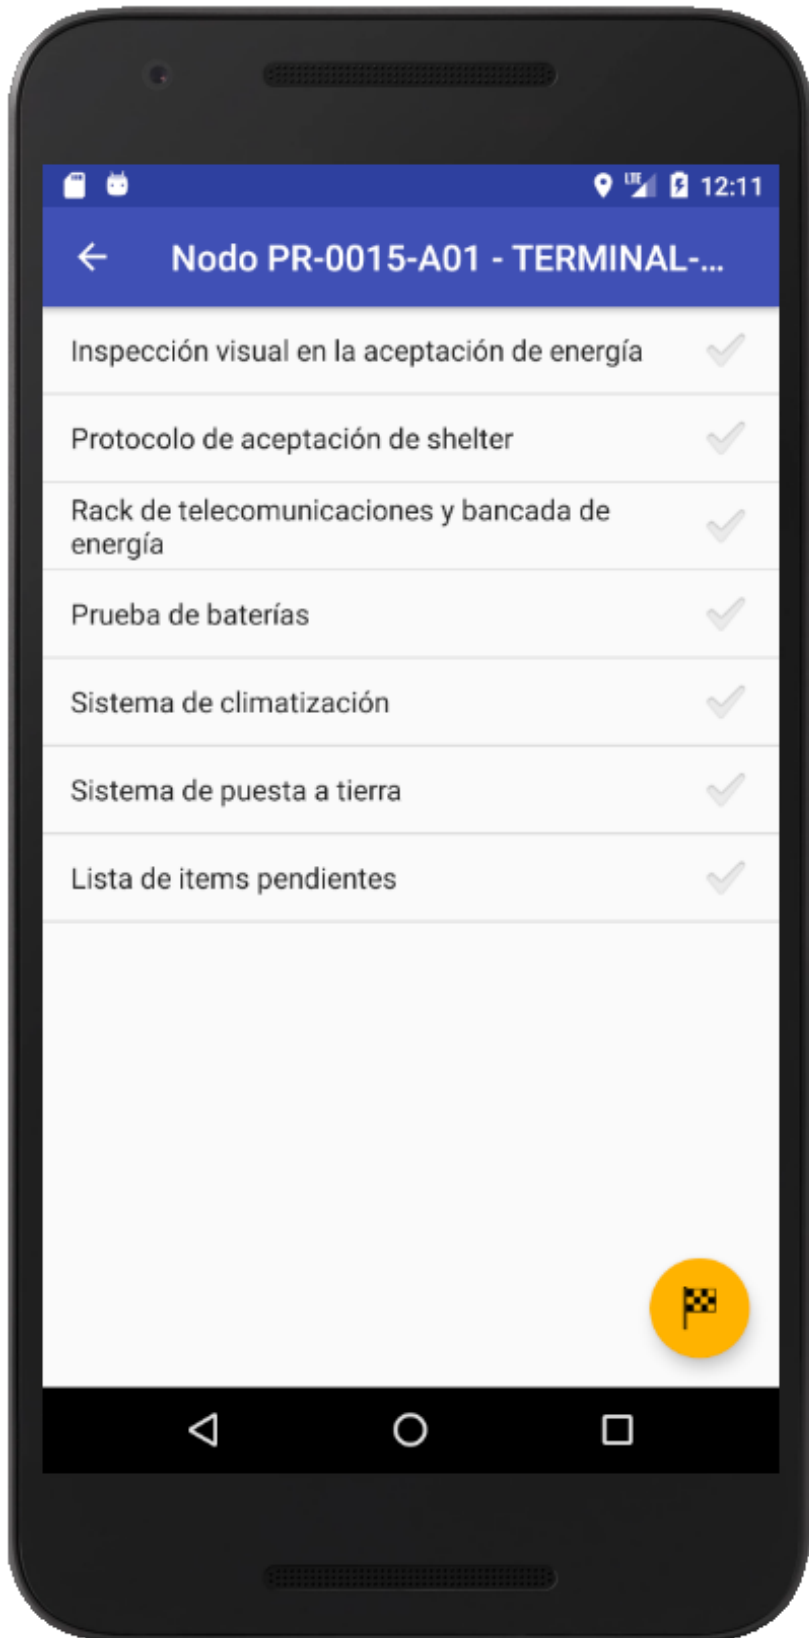 LTE 12:11
Nodo PR-0015-A01 - TERMINAL-...
Inspección visual en la aceptación de energía
Protocolo de aceptación de shelter
Rack de telecomunicaciones y bancada de
energía
Prueba de baterías
Sistema de climatización
Sistema de puesta a tierra
Lista de items pendientes